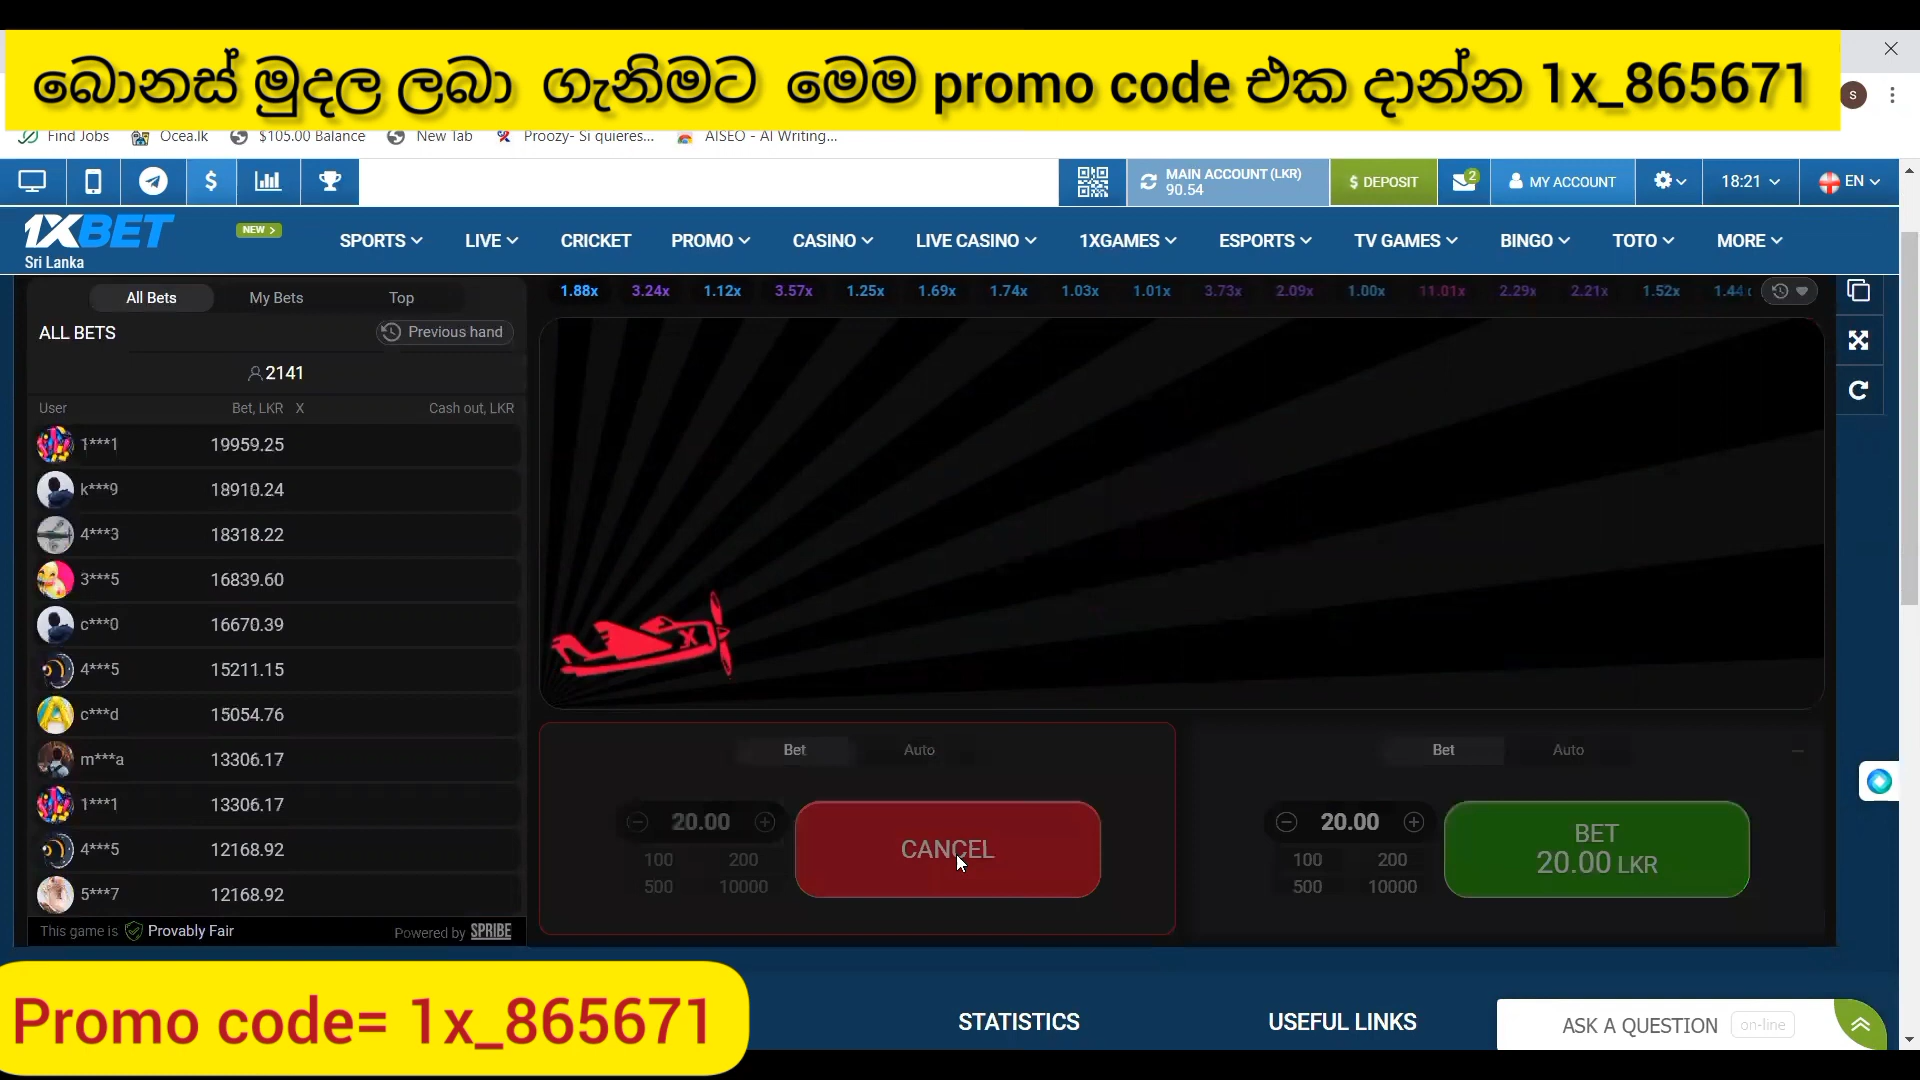 බොනස් මුදල ලබා ගැනිමට මෙම promo code එක දාන්න 1x_865671
S
Find Jobs Ocea.lk $105.00 Balance New Tab Proozy- Si quieres... AISEO - AI Writing...
MAIN ACCOUNT (LKR)
90.54
$ DEPOSIT
2
MY ACCOUNT
18:21
EN
1XBET
Sri Lanka
NEW >
SPORTS LIVE CRICKET PROMO CASINO LIVE CASINO 1XGAMES ESPORTS TV GAMES BINGO TOTO MORE
All Bets My Bets Top
1.88x 3.24x 1.12x 3.57x 1.25x 1.69x 1.74x 1.03x 1.01x 3.73x 2.09x 1.00x 11.01x 2.29x 2.21x 1.52x 1.44
ALL BETS
Previous hand
2141
User Bet, LKR X Cash out, LKR
1***1 19959.25
k***9 18910.24
4***3 18318.22
3***5 16839.60
c***0 16670.39
4***5 15211.15
c***d 15054.76
m***a 13306.17
1***1 13306.17
4***5 12168.92
5***7 12168.92
This game is Provably Fair
Powered by SPRIBE
X
Bet Auto
20.00
100 200
500 10000
CANCEL
Bet Auto
20.00
100 200
500 10000
BET
20.00 LKR
Promo code= 1x_865671
STATISTICS
USEFUL LINKS
ASK A QUESTION on-line